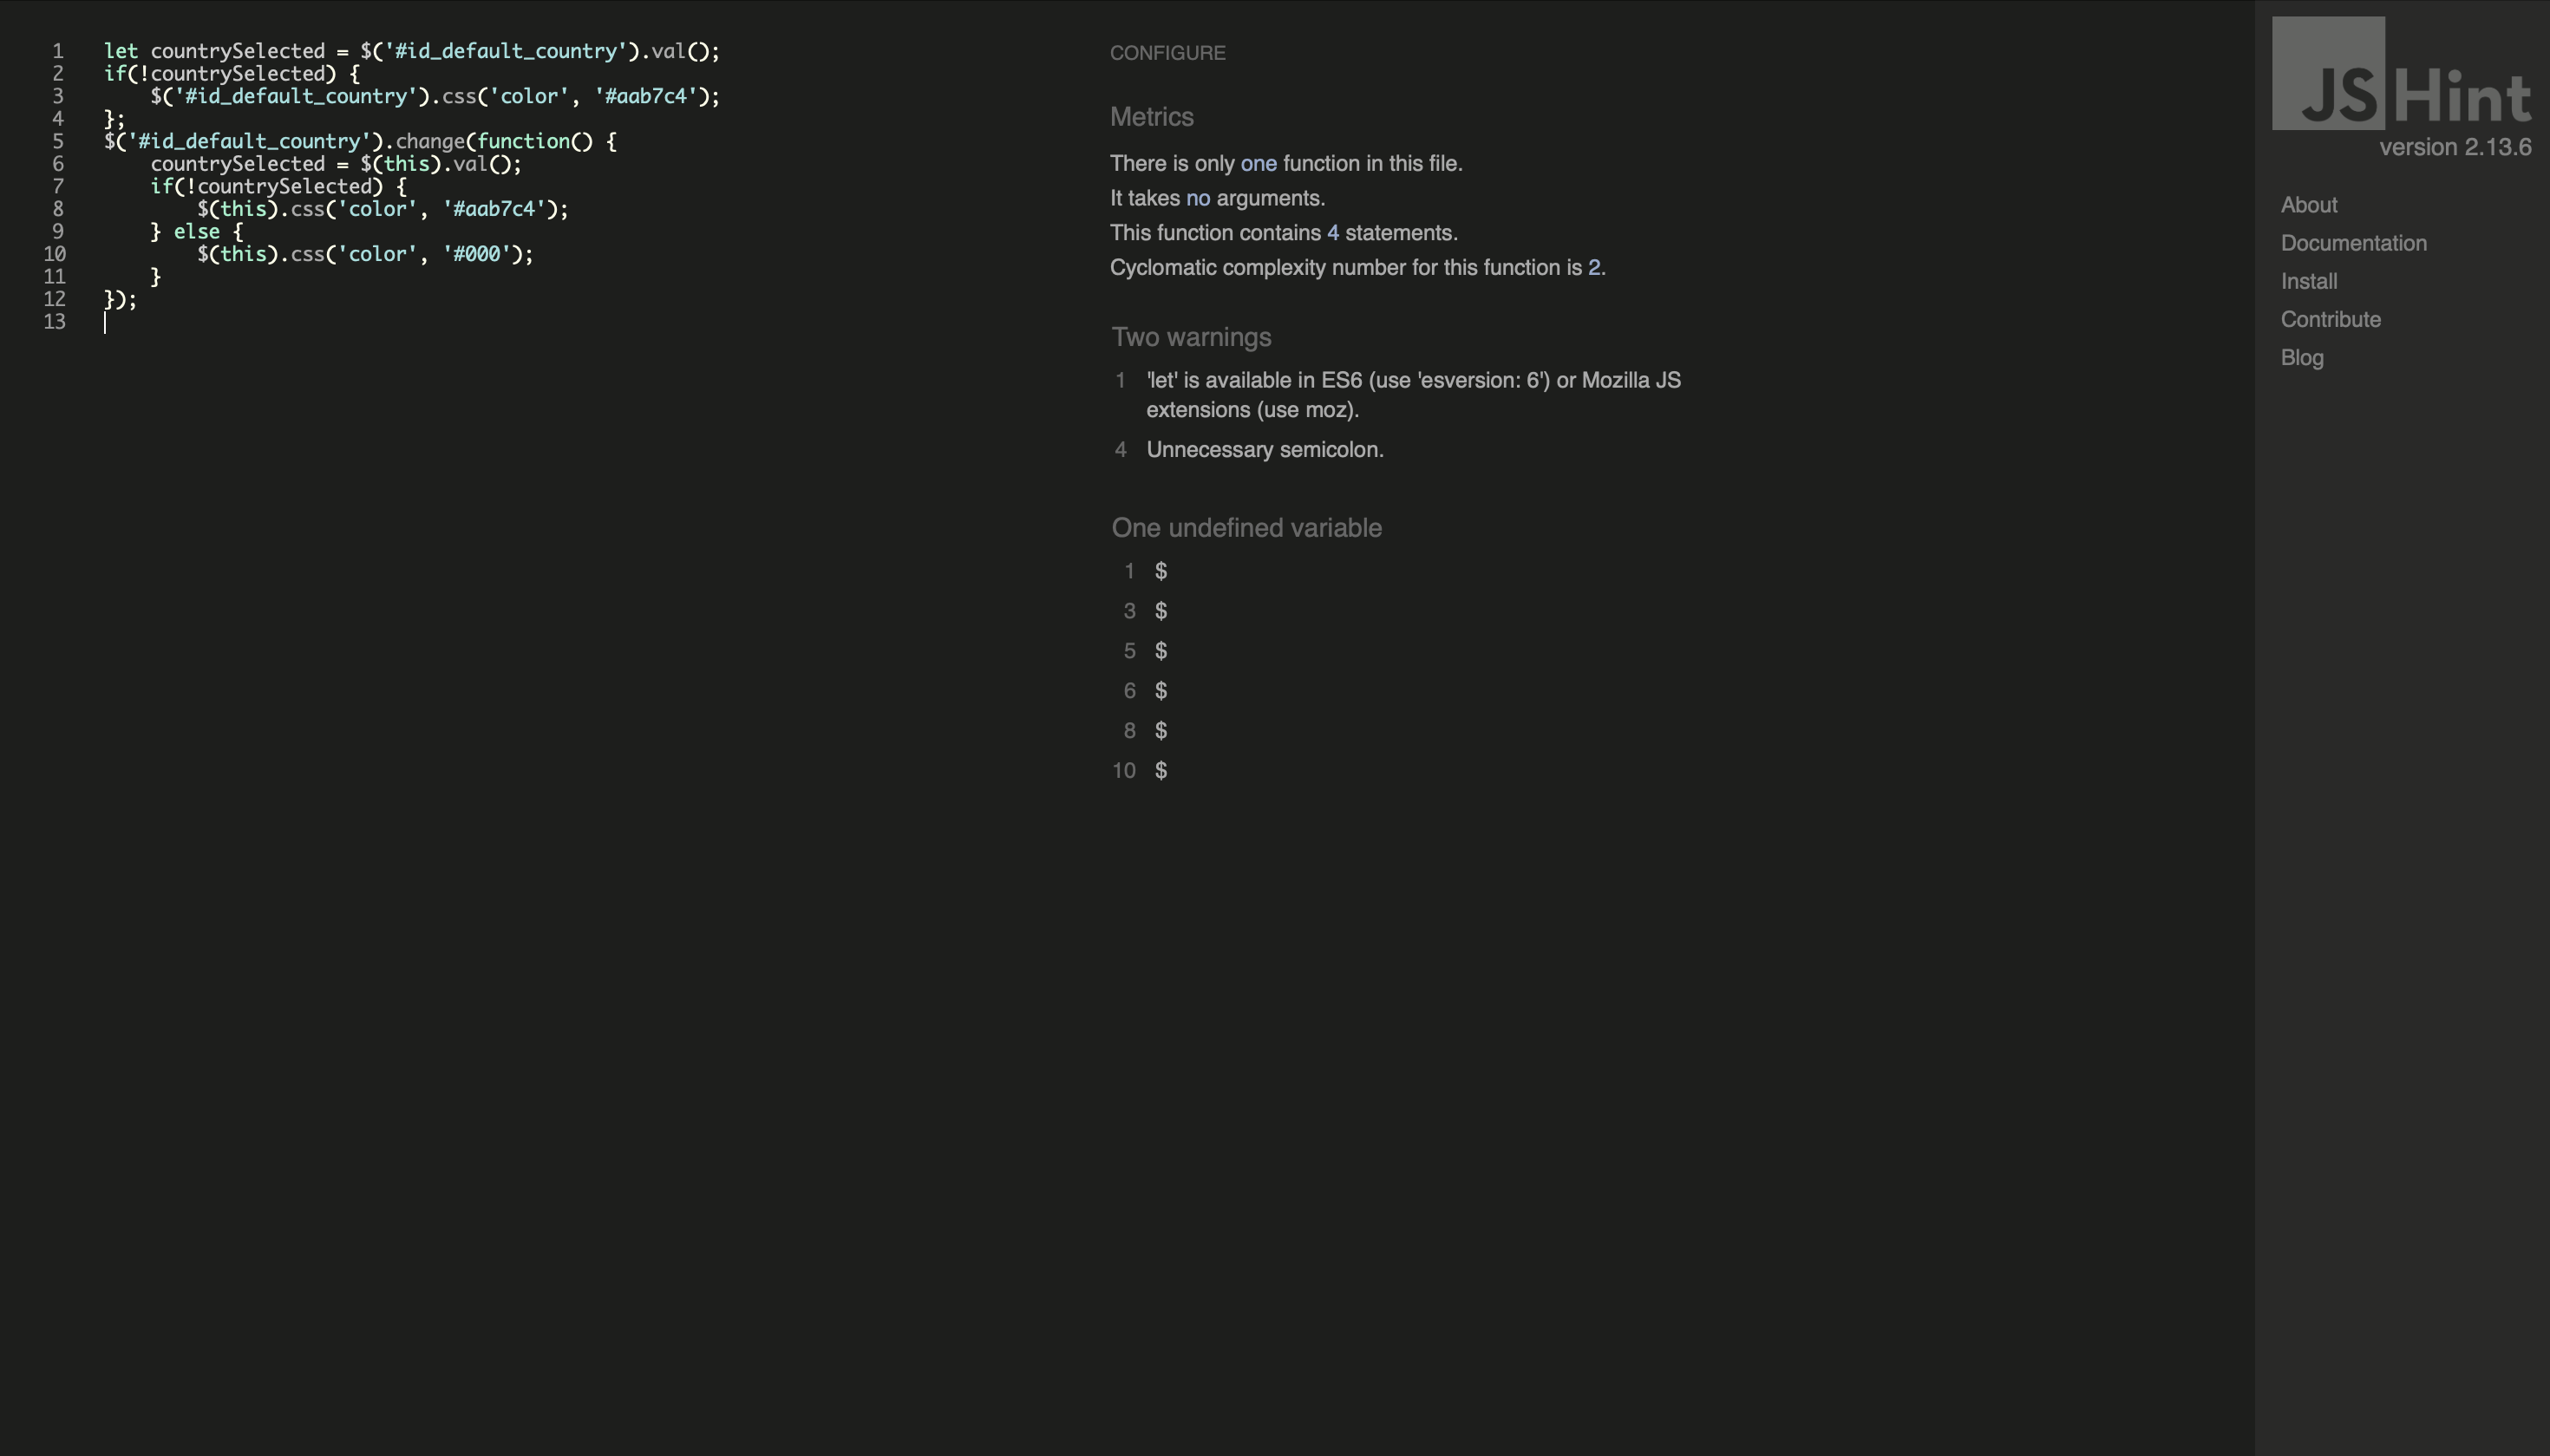 1 let countrySelected = $('#id_default_country').val();
2 if(!countrySelected) {
3 $('#id_default_country').css('color', '#aab7c4');
4 };
5 $('#id_default_country').change(function() {
6 countrySelected = $(this).val();
7 if(!countrySelected) {
8 $(this).css('color', '#aab7c4');
9 } else {
10 $(this).css('color', '#000');
11 }
12 });
13
CONFIGURE
Metrics
There is only one function in this file.
It takes no arguments.
This function contains 4 statements.
Cyclomatic complexity number for this function is 2.
Two warnings
1 'let' is available in ES6 (use 'esversion: 6') or Mozilla JS
extensions (use moz).
4 Unnecessary semicolon.
One undefined variable
1 $
3 $
5 $
6 $
8 $
10 $
JSHint
version 2.13.6
About
Documentation
Install
Contribute
Blog